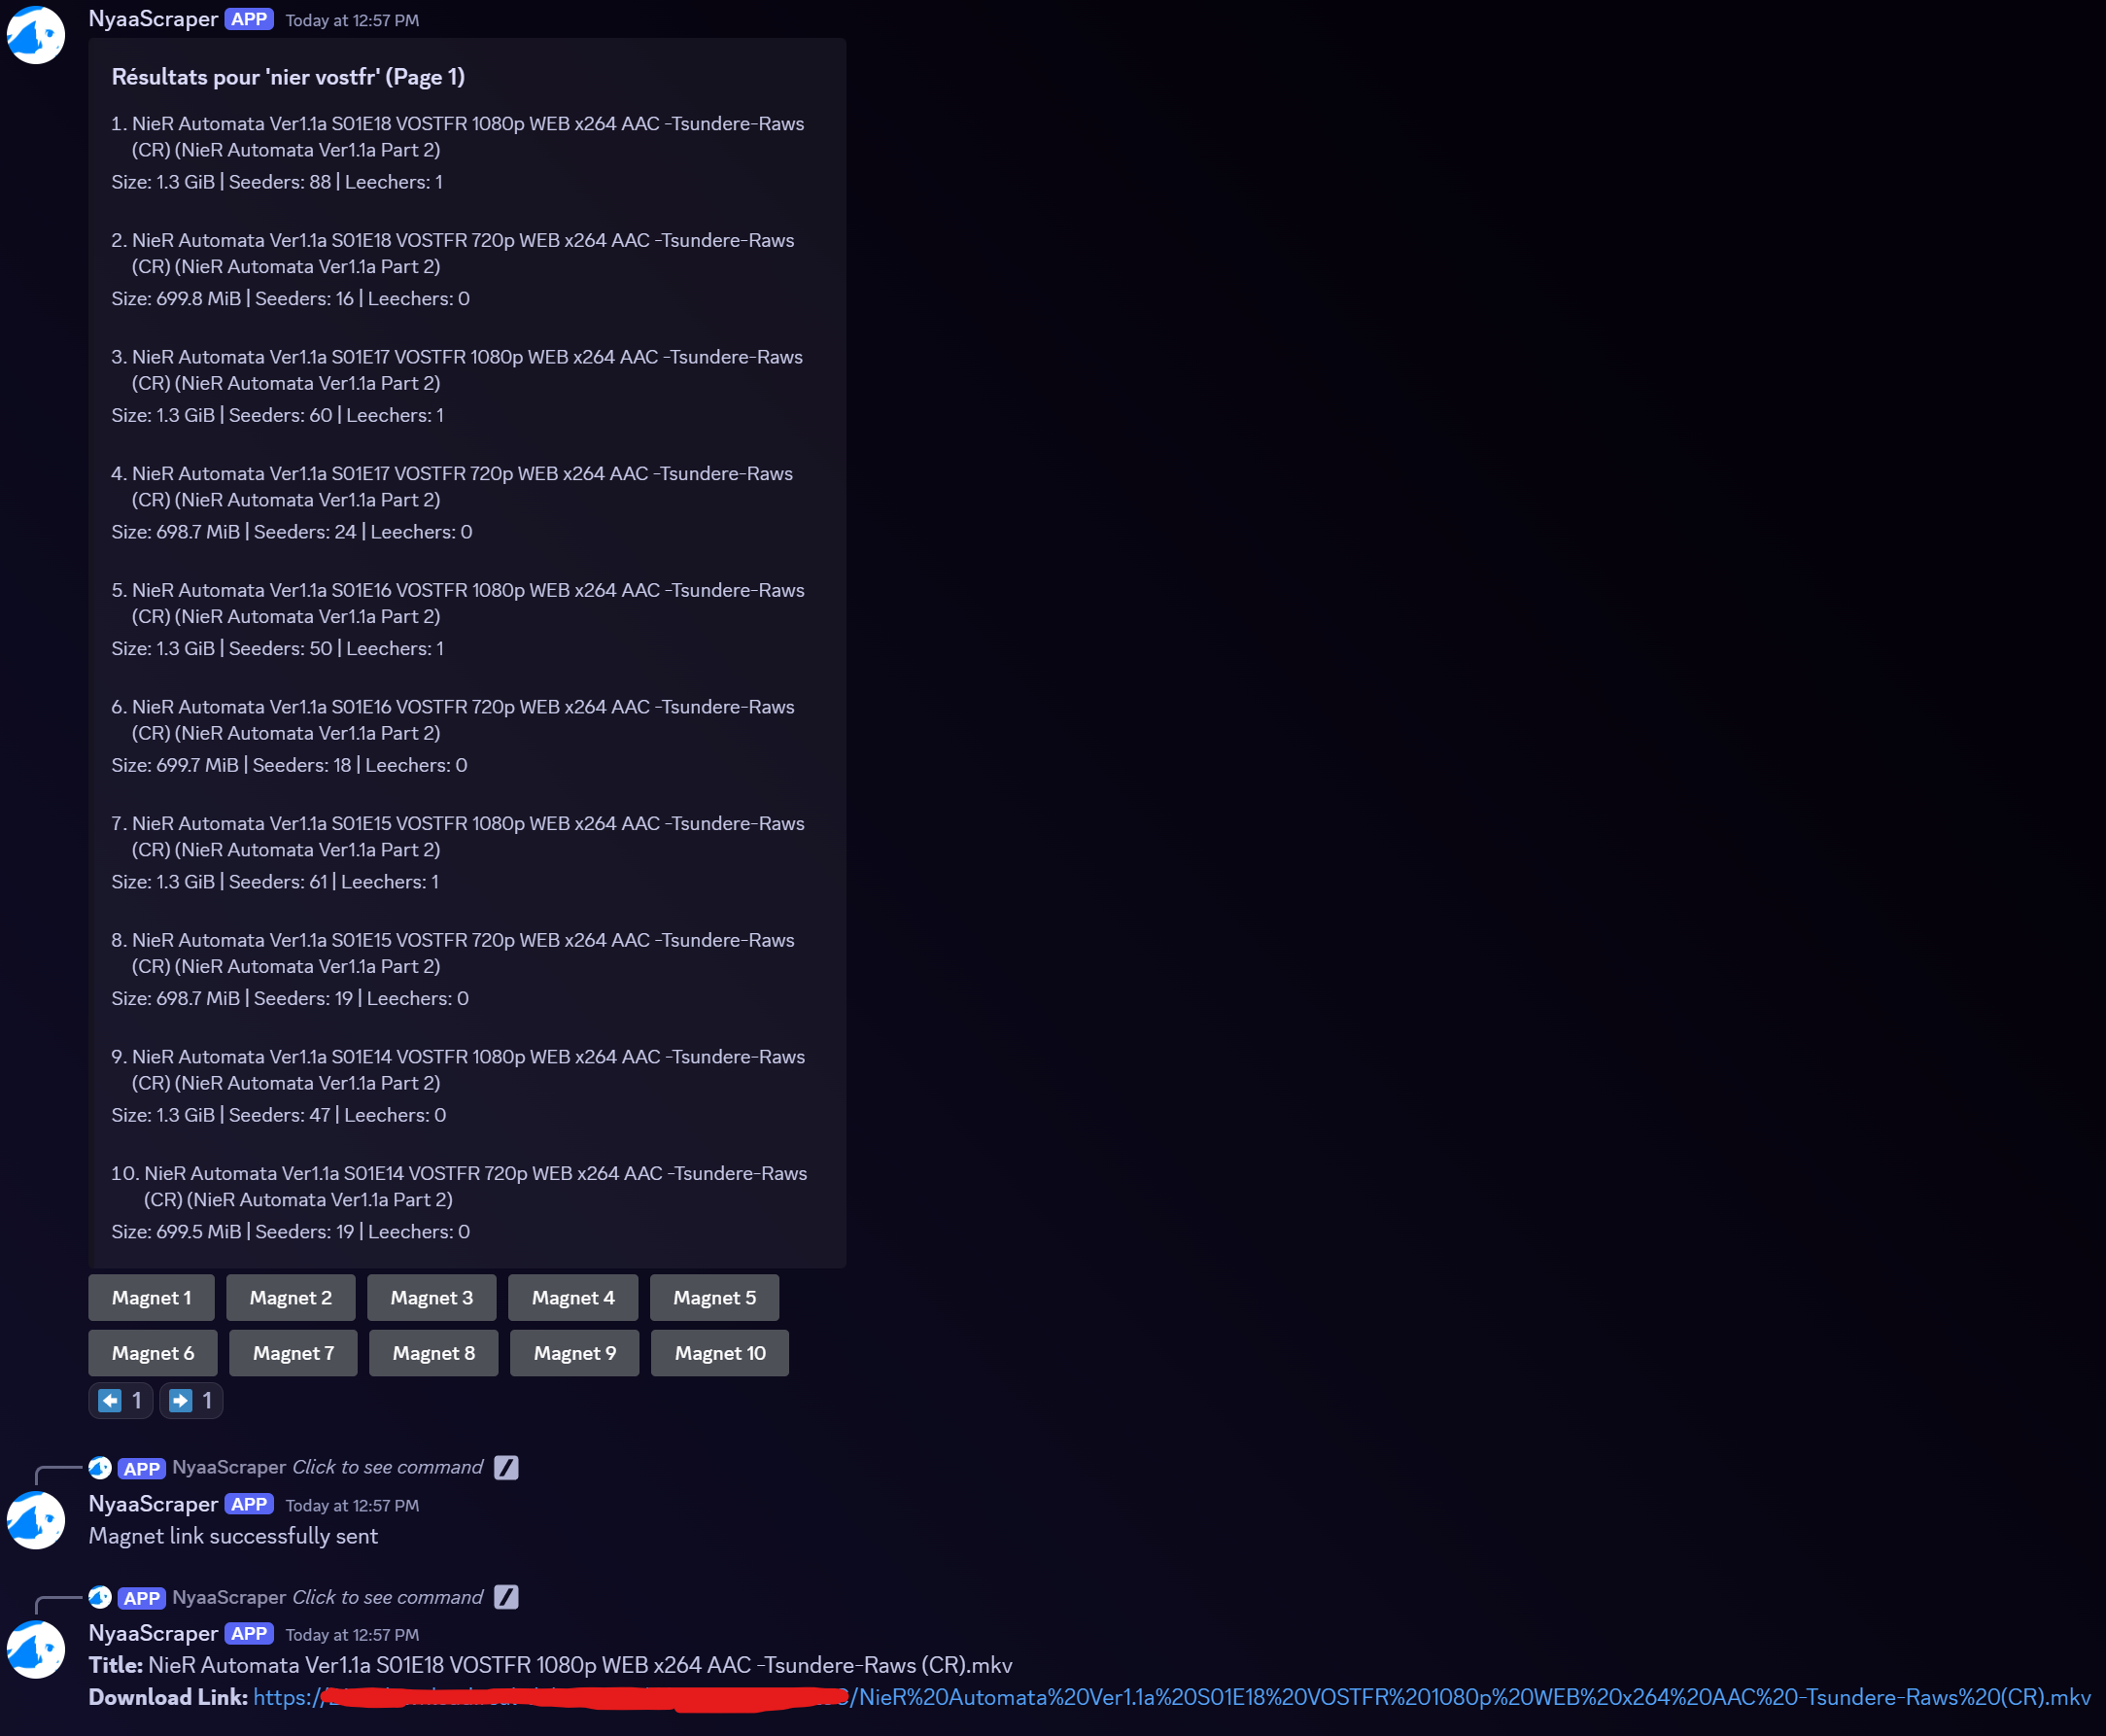 NyaaScraper APP Today at 12:57 PM
Résultats pour 'nier vostfr' (Page 1)
1. NieR Automata Ver1.1a S01E18 VOSTFR 1080p WEB x264 AAC -Tsundere-Raws
(CR) (NieR Automata Ver1.1a Part 2)
Size: 1.3 GiB | Seeders: 88 | Leechers: 1
2. NieR Automata Ver1.1a S01E18 VOSTFR 720p WEB x264 AAC -Tsundere-Raws
(CR) (NieR Automata Ver1.1a Part 2)
Size: 699.8 MiB | Seeders: 16 | Leechers: 0
3. NieR Automata Ver1.1a S01E17 VOSTFR 1080p WEB x264 AAC -Tsundere-Raws
(CR) (NieR Automata Ver1.1a Part 2)
Size: 1.3 GiB | Seeders: 60 | Leechers: 1
4. NieR Automata Ver1.1a S01E17 VOSTFR 720p WEB x264 AAC -Tsundere-Raws
(CR) (NieR Automata Ver1.1a Part 2)
Size: 698.7 MiB | Seeders: 24 | Leechers: 0
5. NieR Automata Ver1.1a S01E16 VOSTFR 1080p WEB x264 AAC -Tsundere-Raws
(CR) (NieR Automata Ver1.1a Part 2)
Size: 1.3 GiB | Seeders: 50 | Leechers: 1
6. NieR Automata Ver1.1a S01E16 VOSTFR 720p WEB x264 AAC -Tsundere-Raws
(CR) (NieR Automata Ver1.1a Part 2)
Size: 699.7 MiB | Seeders: 18 | Leechers: 0
7. NieR Automata Ver1.1a S01E15 VOSTFR 1080p WEB x264 AAC -Tsundere-Raws
(CR) (NieR Automata Ver1.1a Part 2)
Size: 1.3 GiB | Seeders: 61 | Leechers: 1
8. NieR Automata Ver1.1a S01E15 VOSTFR 720p WEB x264 AAC -Tsundere-Raws
(CR) (NieR Automata Ver1.1a Part 2)
Size: 698.7 MiB | Seeders: 19 | Leechers: 0
9. NieR Automata Ver1.1a S01E14 VOSTFR 1080p WEB x264 AAC -Tsundere-Raws
(CR) (NieR Automata Ver1.1a Part 2)
Size: 1.3 GiB | Seeders: 47 | Leechers: 0
10. NieR Automata Ver1.1a S01E14 VOSTFR 720p WEB x264 AAC -Tsundere-Raws
(CR) (NieR Automata Ver1.1a Part 2)
Size: 699.5 MiB | Seeders: 19 | Leechers: 0
Magnet 1 Magnet 2 Magnet 3 Magnet 4 Magnet 5
Magnet 6 Magnet 7 Magnet 8 Magnet 9 Magnet 10
1 1
APP NyaaScraper Click to see command
NyaaScraper APP Today at 12:57 PM
Magnet link successfully sent
APP NyaaScraper Click to see command
NyaaScraper APP Today at 12:57 PM
Title: NieR Automata Ver1.1a S01E18 VOSTFR 1080p WEB x264 AAC -Tsundere-Raws (CR).mkv
Download Link: https:// /NieR%20Automata%20Ver1.1a%20S01E18%20VOSTFR%201080p%20WEB%20x264%20AAC%20-Tsundere-Raws%20(CR).mkv